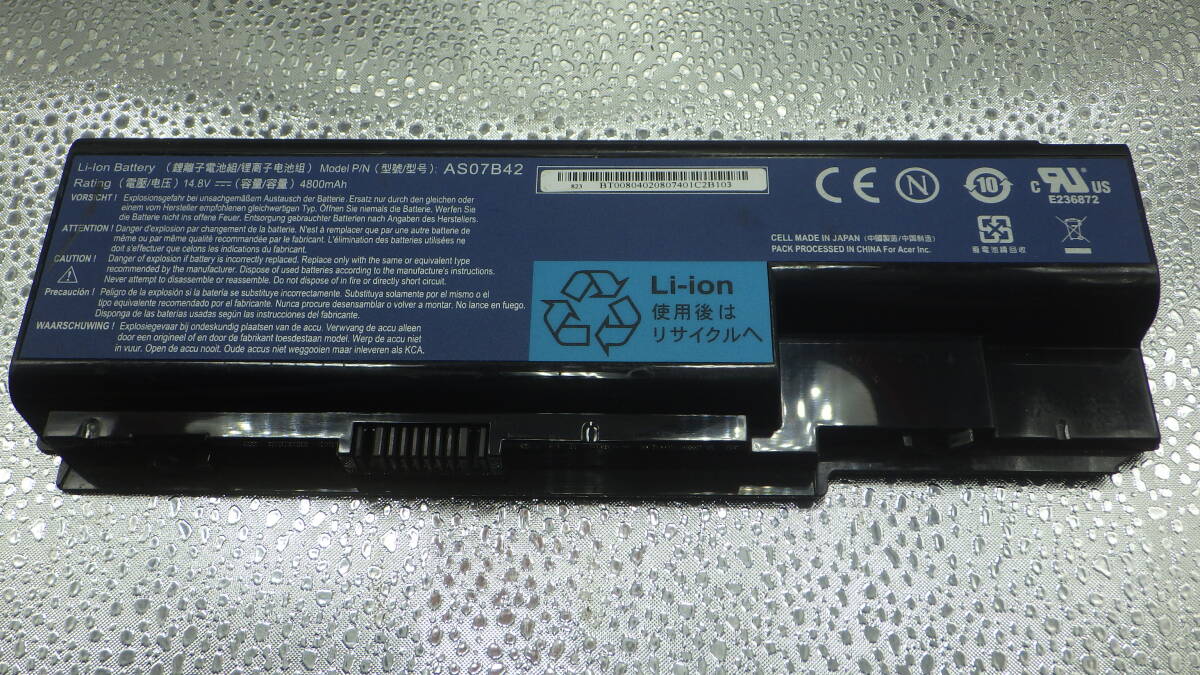 Li-Ion Battery （鋰離子電池組/锂离子电池组） Model P/N（型號/型号）: AS07B42
Rating（電壓/电压）14.8V⎓（容量/容量）4800mAh
VORSICHT ! Explosionsgefahr bei unsachgemäßem Austausch der Batterie. Ersatz nur durch den gleichen oder
einem vom Hersteller empfohlenen gleichwertigen Typ. Öffnen Sie niemals die Batterie. Werfen Sie
die Batterie nicht ins offene Feuer. Entsorgung gebrauchter Batterien nach Angaben des Herstellers.
ATTENTION ! Danger d'explosion par changement de la batterie. N'est à remplacer que par une autre batterie de
même ou par même qualité recommandée par le fabricant. L'élimination des batteries utilisées ne
doit s'effectuer que celons les indications du fabricant.
CAUTION ! Danger of explosion if battery is incorrectly replaced. Replace only with the same or equivalent type
recommended by the manufacturer. Dispose of used batteries according to the manufacture's instructions.
Never attempt to disassemble or reassemble. Do not dispose of in fire or directly short circuit.
Precaución ! Peligro de la explosión si la batería se substituye incorrectamente. Substituya solamente por el mismo o el
tipo equivalente recomendado por el fabricante. Nunca procure desensamblar o volver a montar. No lance en fuego.
Disponga de las baterías usadas según las instrucciones del fabricante.
WAARSCHUWING ! Explosiegevaar bij ondeskundig plaatsen van de accu. Verwvang de accu alleen
door een origineel of en door de fabrikant toesdestaan model. Werp de accu niet
in vuur. Open de accu nooit. Oude accus niet weggooien maar inleveren als KCA.
823 BT00804020807401C2B103
CE N 10 c RU US
E236872
CELL MADE IN JAPAN （中國製造/中国制造）
PACK PROCESSED IN CHINA For Acer Inc.
廢電池請回收
Li-ion
使用後は
リサイクルへ